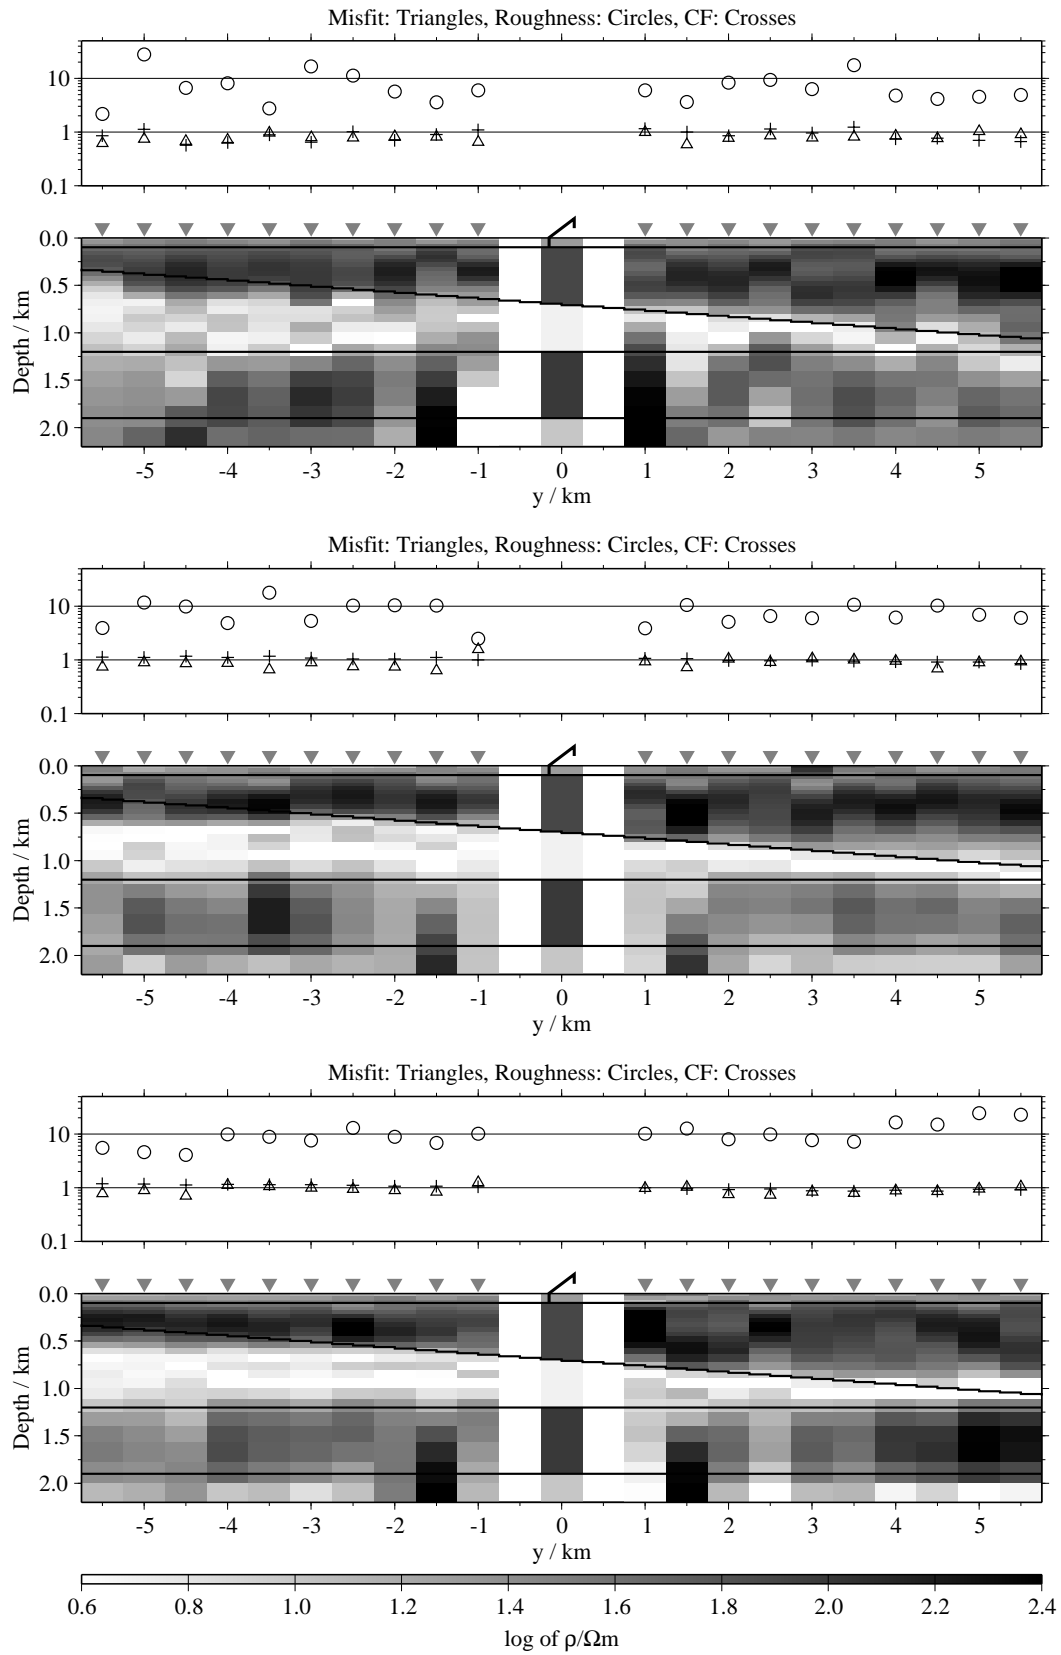 Misfit: Triangles, Roughness: Circles, CF: Crosses
10
1
0.1
0.0
0.5
1.0
1.5
2.0
Depth / km
-5 -4 -3 -2 -1 0 1 2 3 4 5
y / km
Misfit: Triangles, Roughness: Circles, CF: Crosses
10
1
0.1
0.0
0.5
1.0
1.5
2.0
Depth / km
-5 -4 -3 -2 -1 0 1 2 3 4 5
y / km
Misfit: Triangles, Roughness: Circles, CF: Crosses
10
1
0.1
0.0
0.5
1.0
1.5
2.0
Depth / km
-5 -4 -3 -2 -1 0 1 2 3 4 5
y / km
0.6 0.8 1.0 1.2 1.4 1.6 1.8 2.0 2.2 2.4
log of ρ/Ωm